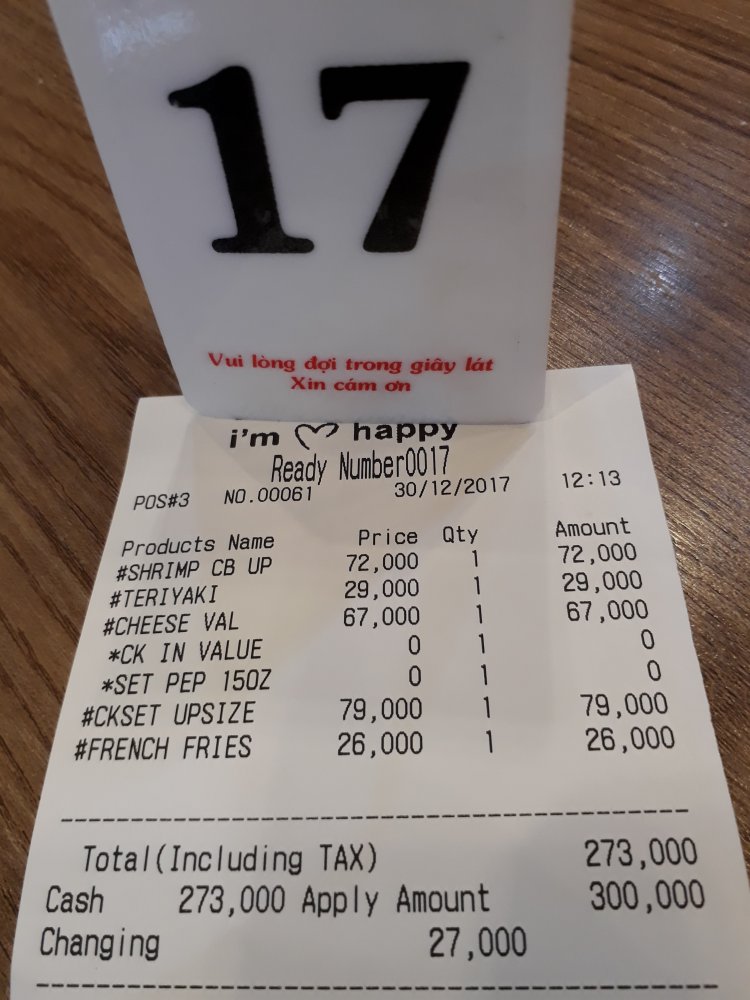 17
Vui lòng đợi trong giây lát
Xin cám ơn
i'm happy
Ready Number0017
POS#3 NO.00061 30/12/2017 12:13
Products Name Price Qty Amount
#SHRIMP CB UP 72,000 1 72,000
#TERIYAKI 29,000 1 29,000
#CHEESE VAL 67,000 1 67,000
*CK IN VALUE 0 1 0
*SET PEP 15OZ 0 1 0
#CKSET UPSIZE 79,000 1 79,000
#FRENCH FRIES 26,000 1 26,000
Total(Including TAX) 273,000
Cash 273,000 Apply Amount 300,000
Changing 27,000